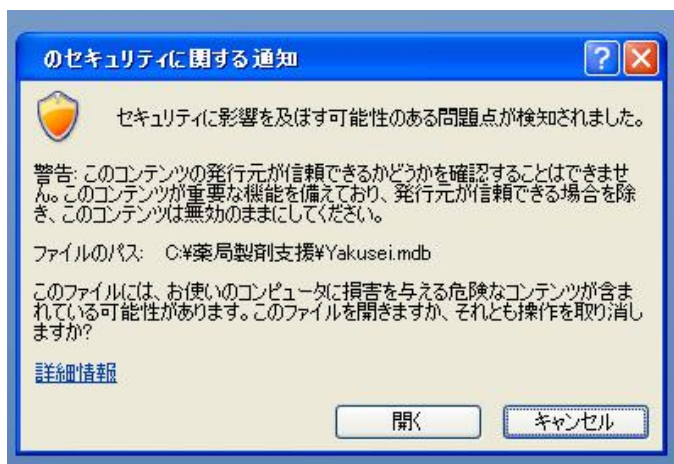 のセキュリティに関する通知
セキュリティに影響を及ぼす可能性のある問題点が検知されました。
警告: このコンテンツの発行元が信頼できるかどうかを確認することはできませ
ん。このコンテンツが重要な機能を備えており、発行元が信頼できる場合を除
き、このコンテンツは無効のままにしてください。
ファイルのパス: C:¥薬局製剤支援¥Yakusei.mdb
このファイルには、お使いのコンピュータに損害を与える危険なコンテンツが含ま
れている可能性があります。このファイルを開きますか、それとも操作を取り消し
ますか?
詳細情報
開く
キャンセル